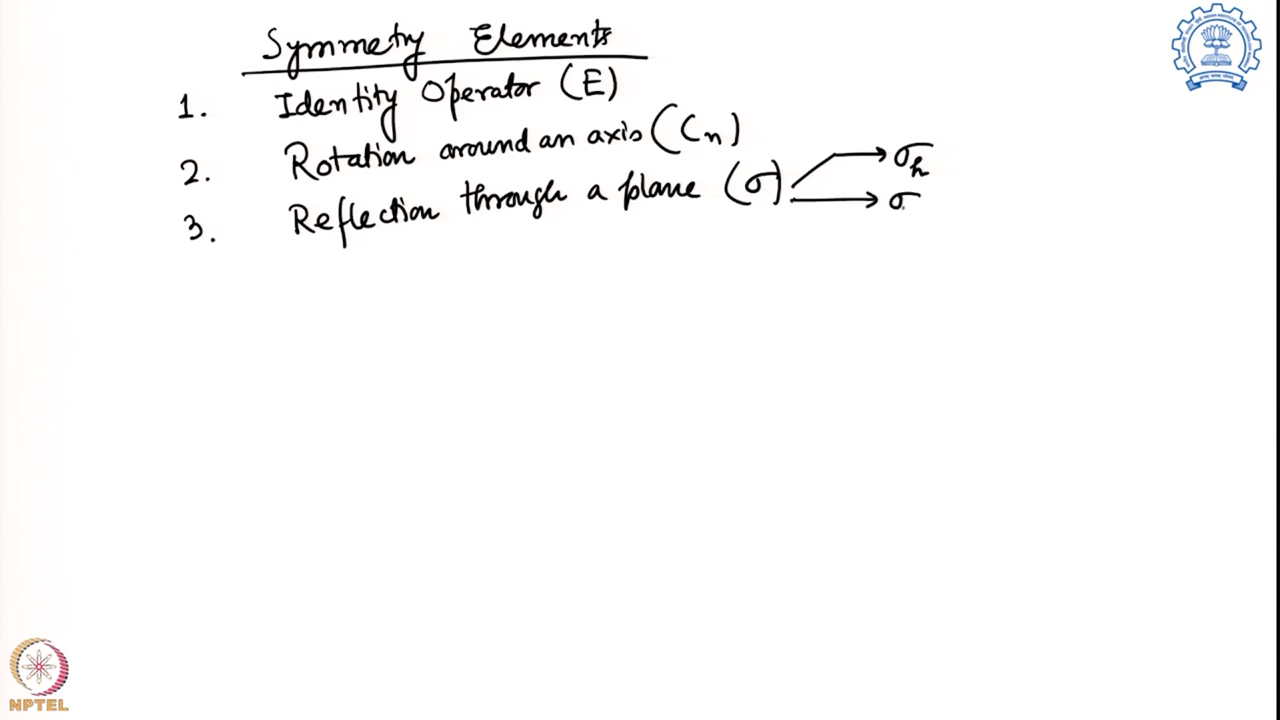 Symmetry Elements
1. Identity Operator (E)
2. Rotation around an axis (Cn)
3. Reflection through a plane (σ) → σh
→ σ
NPTEL